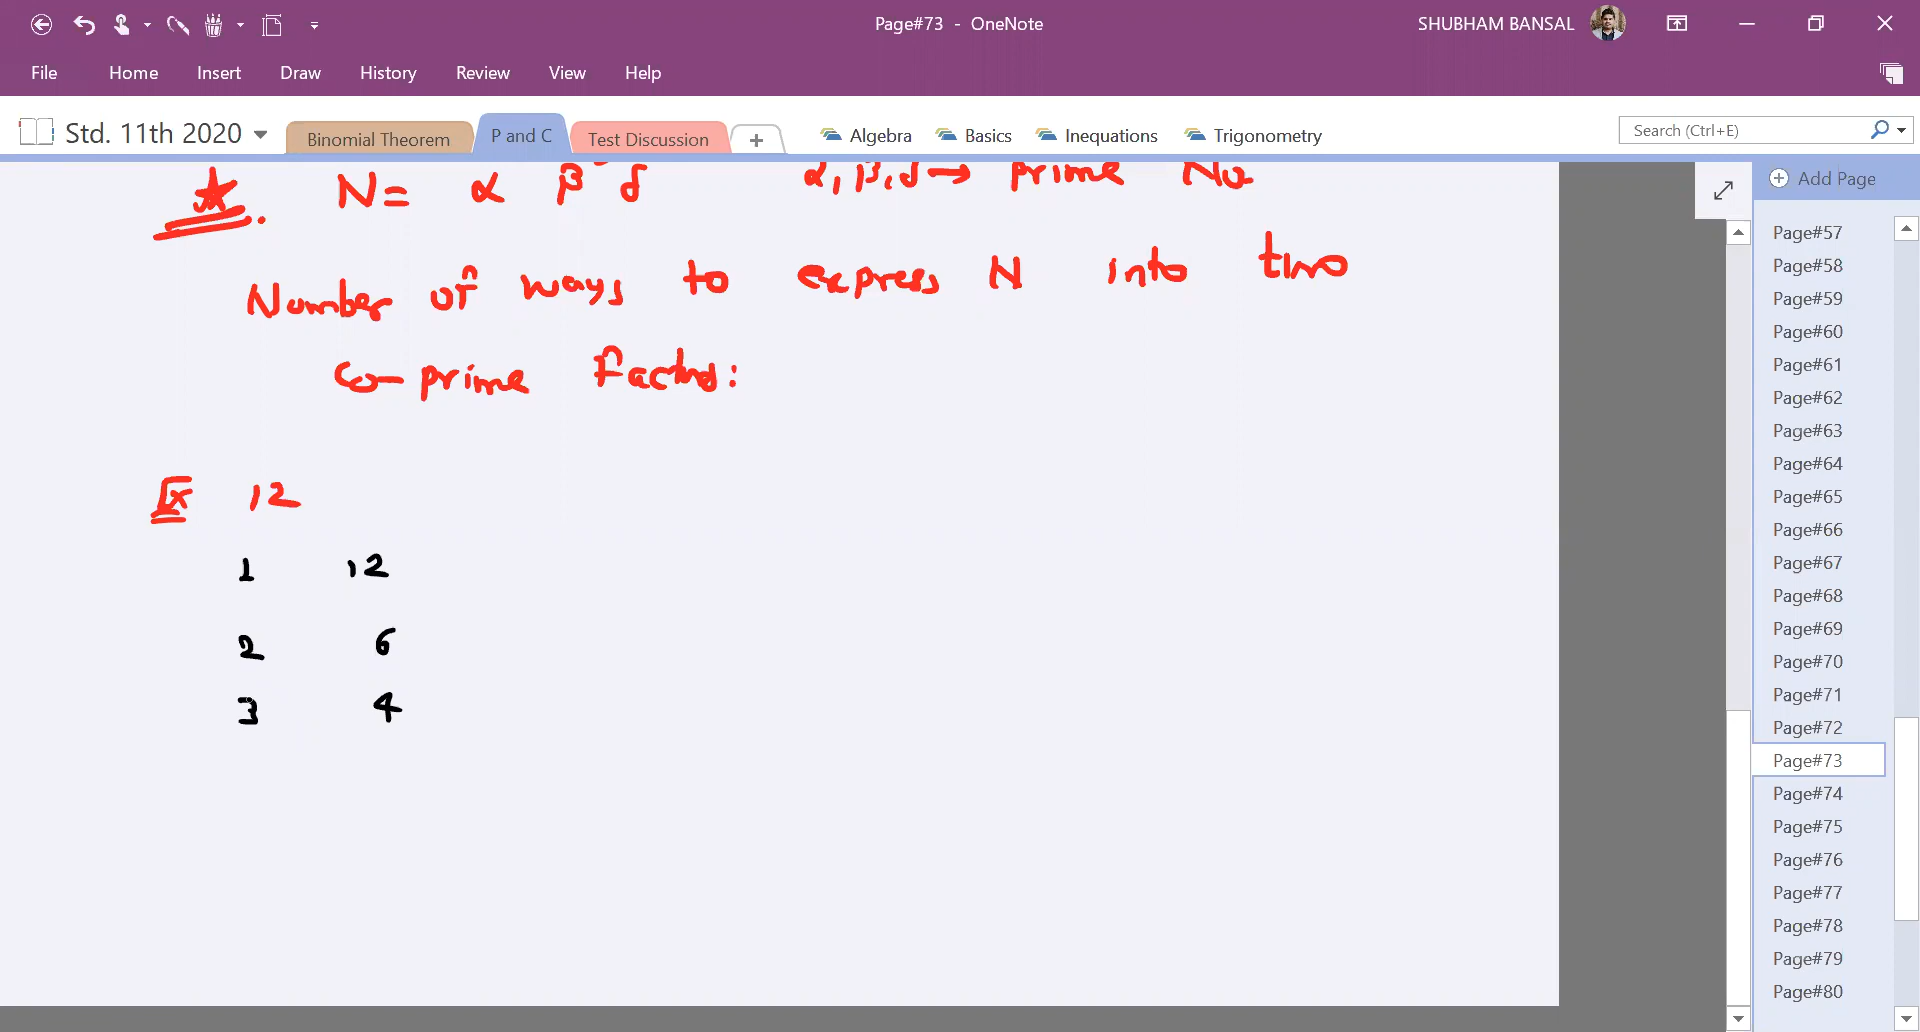 Page#73 - OneNote
SHUBHAM BANSAL
File Home Insert Draw History Review View Help
Std. 11th 2020
Binomial Theorem
P and C
Test Discussion
Algebra
Basics
Inequations
Trigonometry
Search (Ctrl+E)
N = α β γ α, β, γ → prime No.
Number of ways to express N into two
co-prime factors:
Ex 12
1 12
2 6
3 4
Add Page
Page#57
Page#58
Page#59
Page#60
Page#61
Page#62
Page#63
Page#64
Page#65
Page#66
Page#67
Page#68
Page#69
Page#70
Page#71
Page#72
Page#73
Page#74
Page#75
Page#76
Page#77
Page#78
Page#79
Page#80